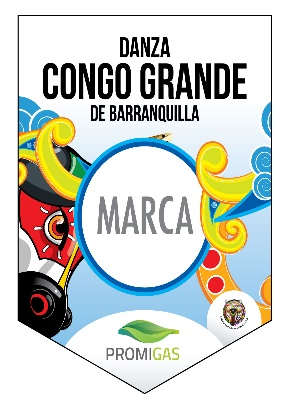 DANZA
CONGO GRANDE
DE BARRANQUILLA
MARCA
PROMIGAS